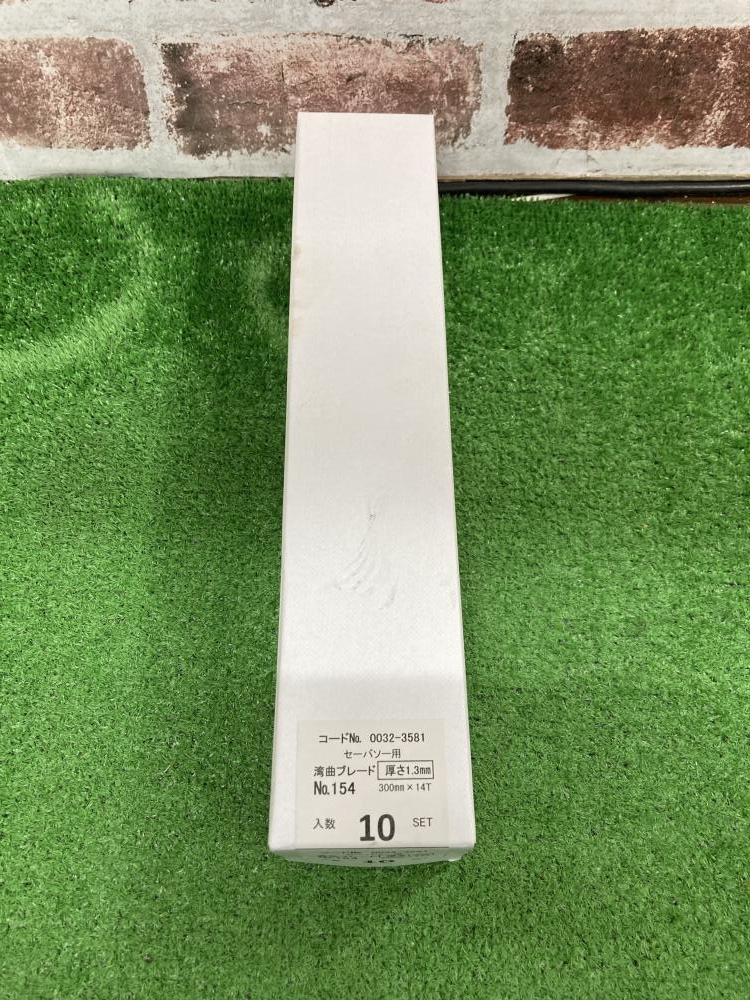 コードNo. 0032-3581
セーバソー用
湾曲ブレード 厚さ1.3mm
No.154 300mm×14T
入数 10 SET